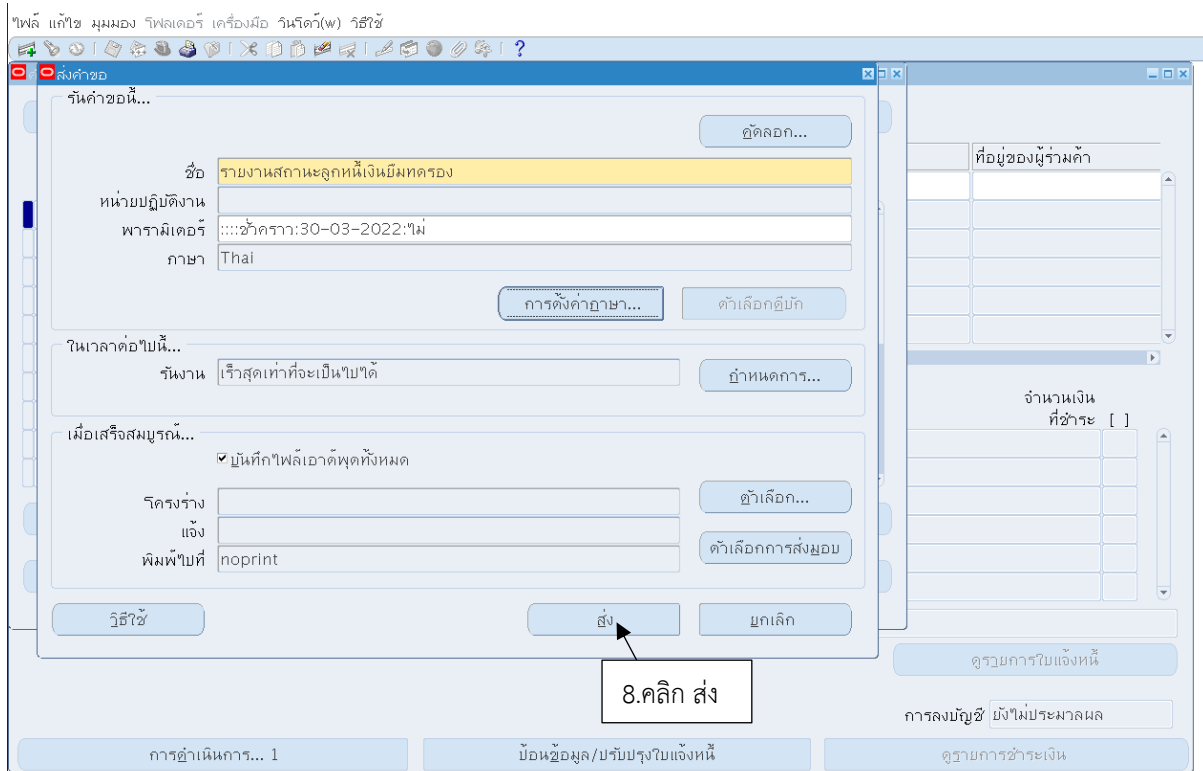 ไฟล์ แก้ไข มุมมอง โฟลเดอร์ เครื่องมือ วินโดว์(w) วิธีใช้
ส่งคำขอ
รันคำขอนี้...
คัดลอก...
ชื่อ รายงานสถานะลูกหนี้เงินยืมทดรอง
หน่วยปฏิบัติงาน
พารามิเตอร์ ::::ชั่วคราว:30-03-2022:ไม่
ภาษา Thai
การตั้งค่าภาษา... ตัวเลือกดีบัก
ในเวลาต่อไปนี้...
รันงาน เร็วสุดเท่าที่จะเป็นไปได้ กำหนดการ...
เมื่อเสร็จสมบูรณ์...
บันทึกไฟล์เอาต์พุตทั้งหมด
โครงร่าง ตัวเลือก...
แจ้ง
พิมพ์ไปที่ noprint ตัวเลือกการส่งมอบ
วิธีใช้ ส่ง ยกเลิก
8.คลิก ส่ง
ที่อยู่ของผู้ร่วมค้า
จำนวนเงิน
ที่ชำระ [ ]
ดูรายการใบแจ้งหนี้
การลงบัญชี ยังไม่ประมวลผล
การดำเนินการ... 1 ป้อนข้อมูล/ปรับปรุงใบแจ้งหนี้ ดูรายการชำระเงิน